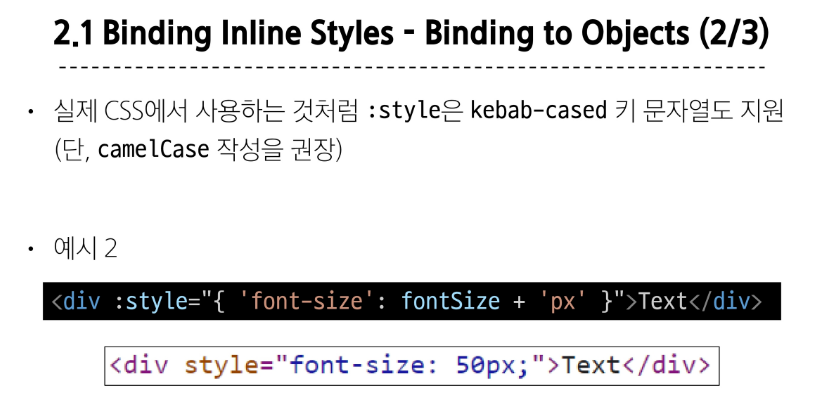 2.1 Binding Inline Styles - Binding to Objects (2/3)
• 실제 CSS에서 사용하는 것처럼 :style은 kebab-cased 키 문자열도 지원
(단, camelCase 작성을 권장)
• 예시 2
<div :style="{ 'font-size': fontSize + 'px' }">Text</div>
<div style="font-size: 50px;">Text</div>